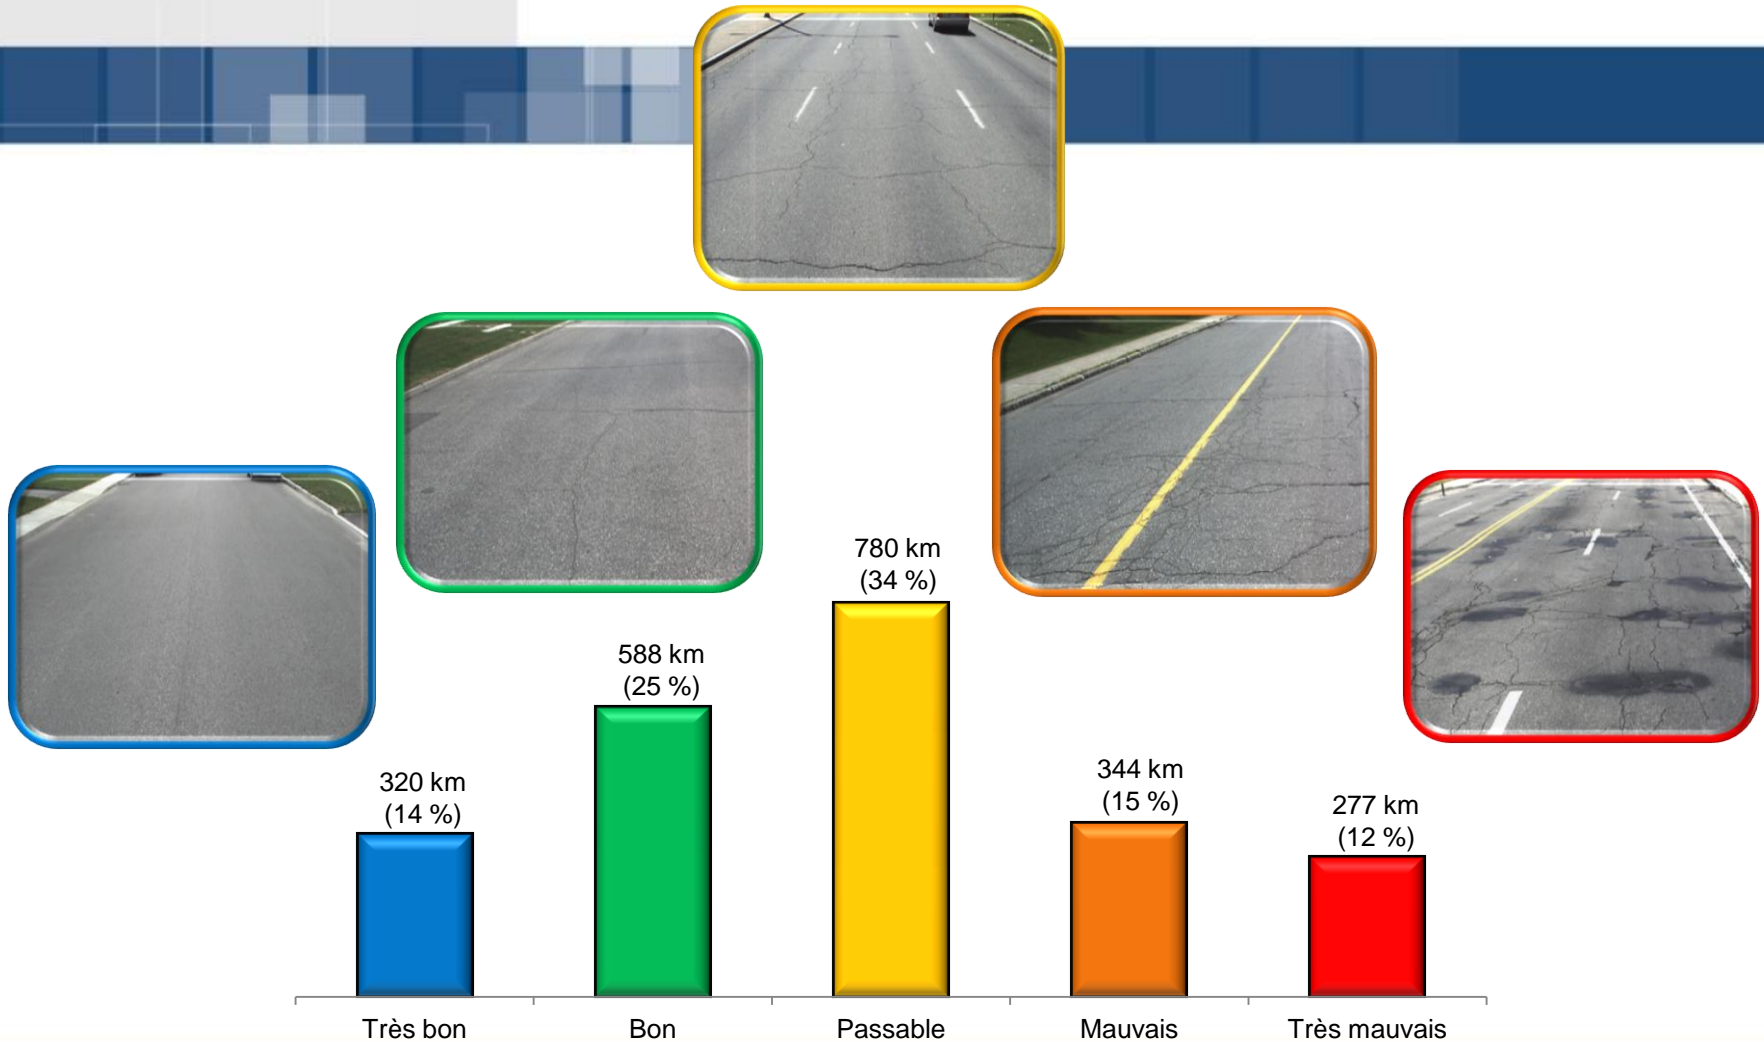 780 km
(34 %)
588 km
(25 %)
344 km
(15 %)
320 km
(14 %)
277 km
(12 %)
Très bon
Bon
Passable
Mauvais
Très mauvais